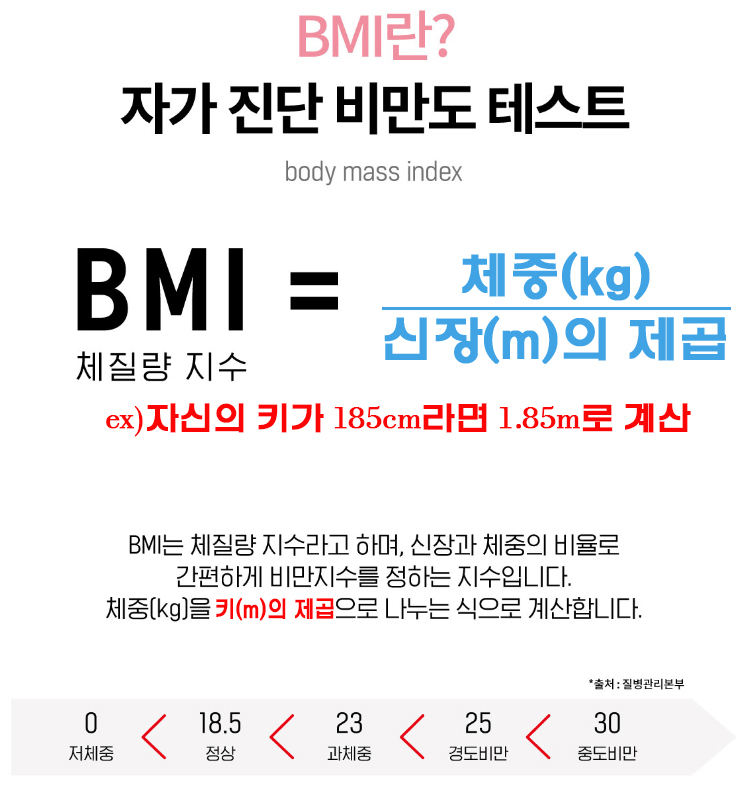 BMI란?
자가 진단 비만도 테스트
body mass index
BMI = 체중(kg)
신장(m)의 제곱
체질량 지수
ex)자신의 키가 185cm라면 1.85m로 계산
BMI는 체질량 지수라고 하며, 신장과 체중의 비율로
간편하게 비만지수를 정하는 지수입니다.
체중(kg)을 키(m)의 제곱으로 나누는 식으로 계산합니다.
*출처 : 질병관리본부
0 < 18.5 < 23 < 25 < 30
저체중 정상 과체중 경도비만 중도비만